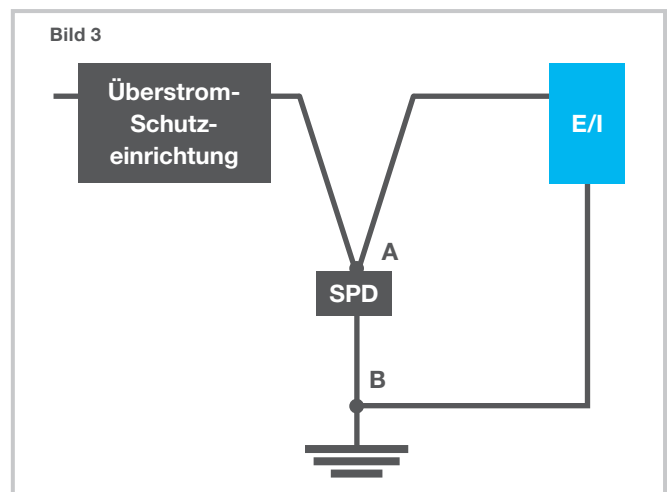 Bild 3
Überstrom-
Schutz-
einrichtung
E/I
A
SPD
B